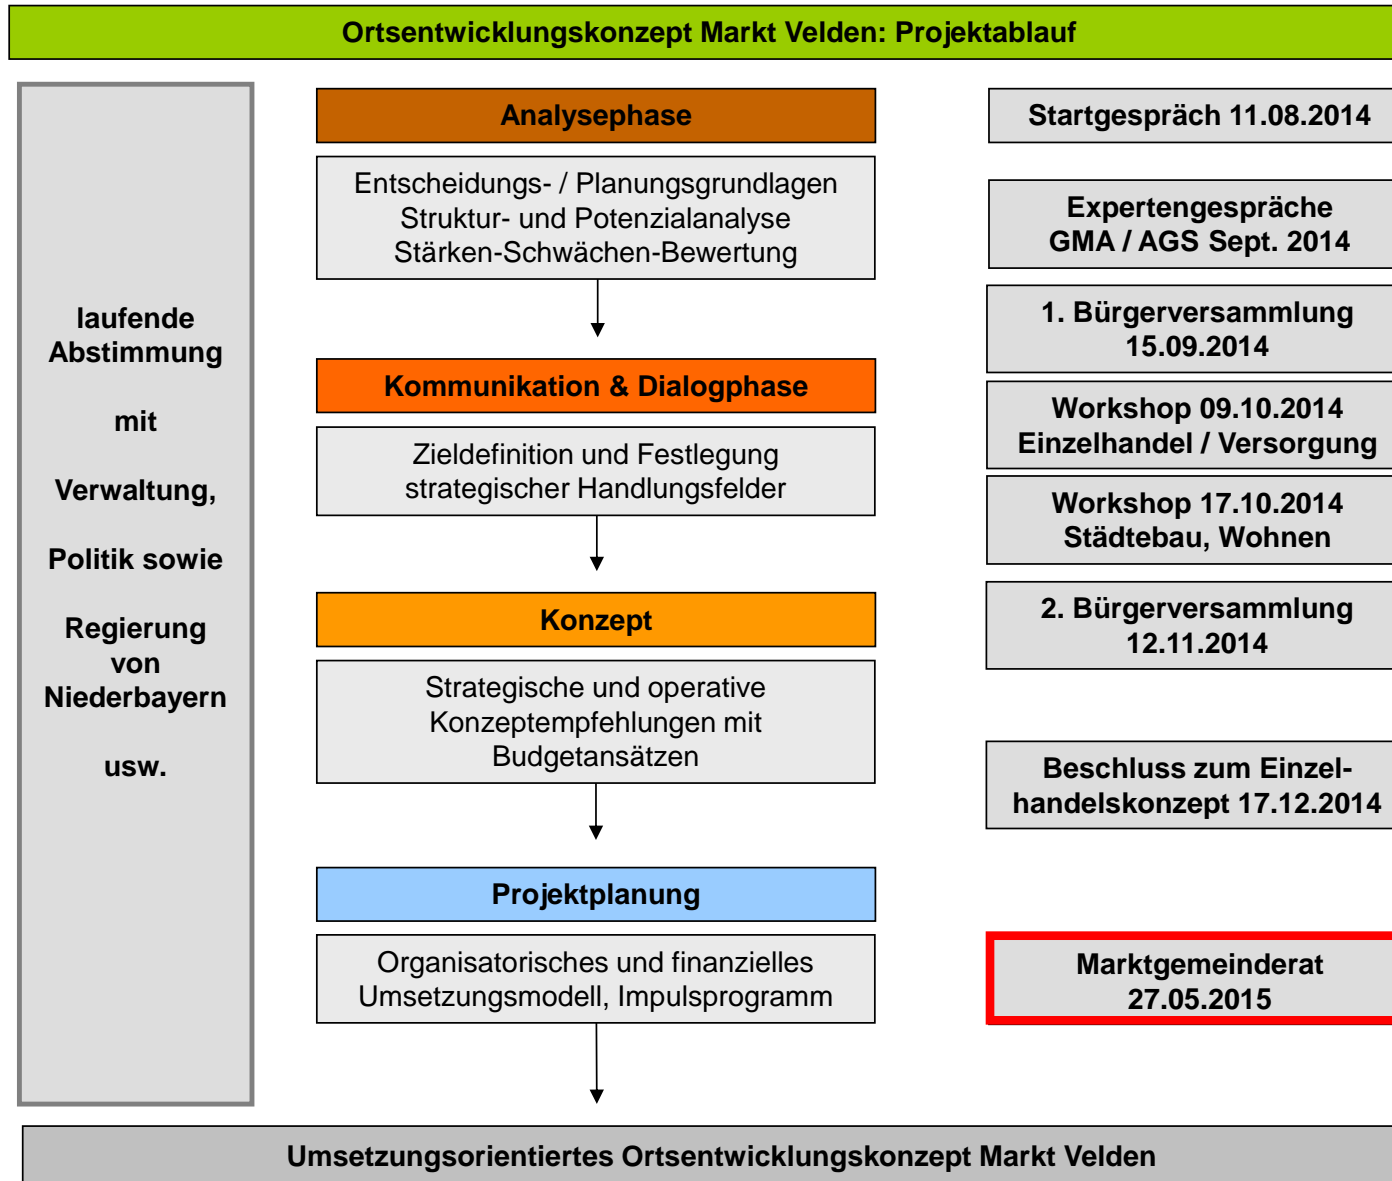 Ortsentwicklungskonzept Markt Velden: Projektablauf
laufende
Abstimmung
mit
Verwaltung,
Politik sowie
Regierung
von
Niederbayern
usw.
Analysephase
Entscheidungs- / Planungsgrundlagen
Struktur- und Potenzialanalyse
Stärken-Schwächen-Bewertung
Kommunikation & Dialogphase
Zieldefinition und Festlegung
strategischer Handlungsfelder
Konzept
Strategische und operative
Konzeptempfehlungen mit
Budgetansätzen
Projektplanung
Organisatorisches und finanzielles
Umsetzungsmodell, Impulsprogramm
Startgespräch 11.08.2014
Expertengespräche
GMA / AGS Sept. 2014
1. Bürgerversammlung
15.09.2014
Workshop 09.10.2014
Einzelhandel / Versorgung
Workshop 17.10.2014
Städtebau, Wohnen
2. Bürgerversammlung
12.11.2014
Beschluss zum Einzel-
handelskonzept 17.12.2014
Marktgemeinderat
27.05.2015
Umsetzungsorientiertes Ortsentwicklungskonzept Markt Velden